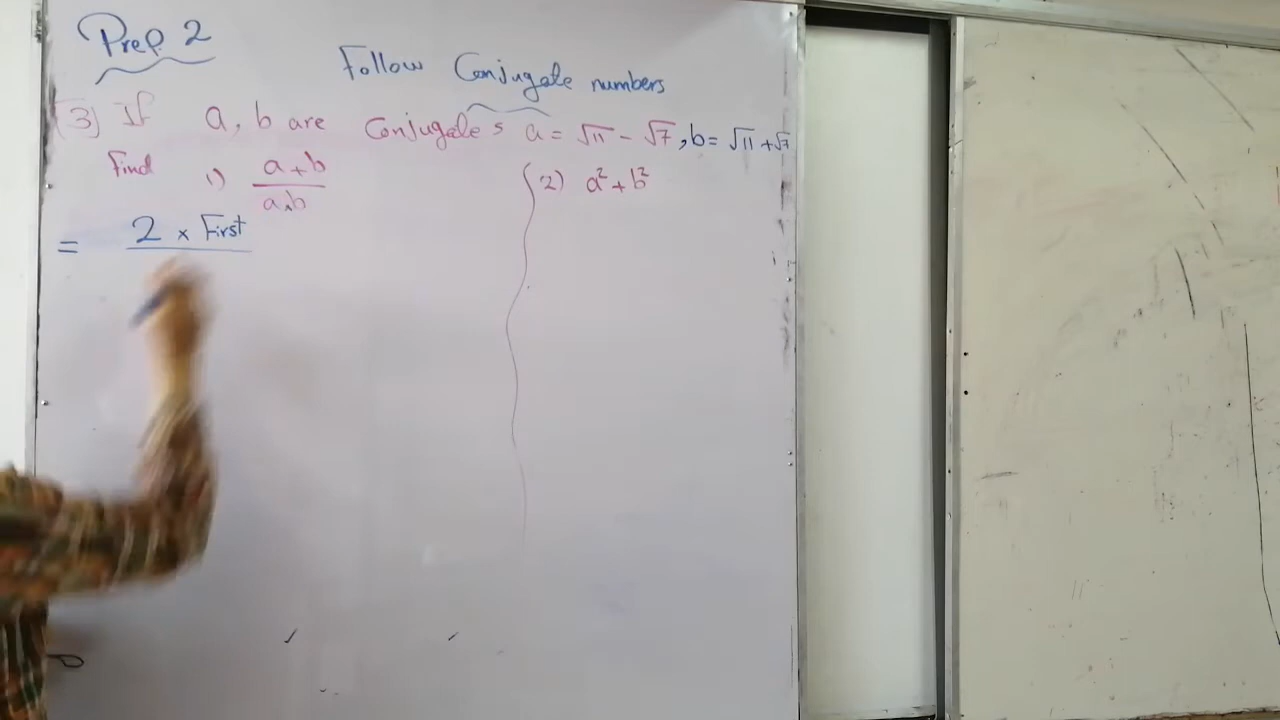 Prep 2
Follow Conjugate numbers
(3) If a, b are Conjugates a = √11 - √7, b = √11 + √7
Find 1) a+b / a.b
2) a² + b²
= 2 × First